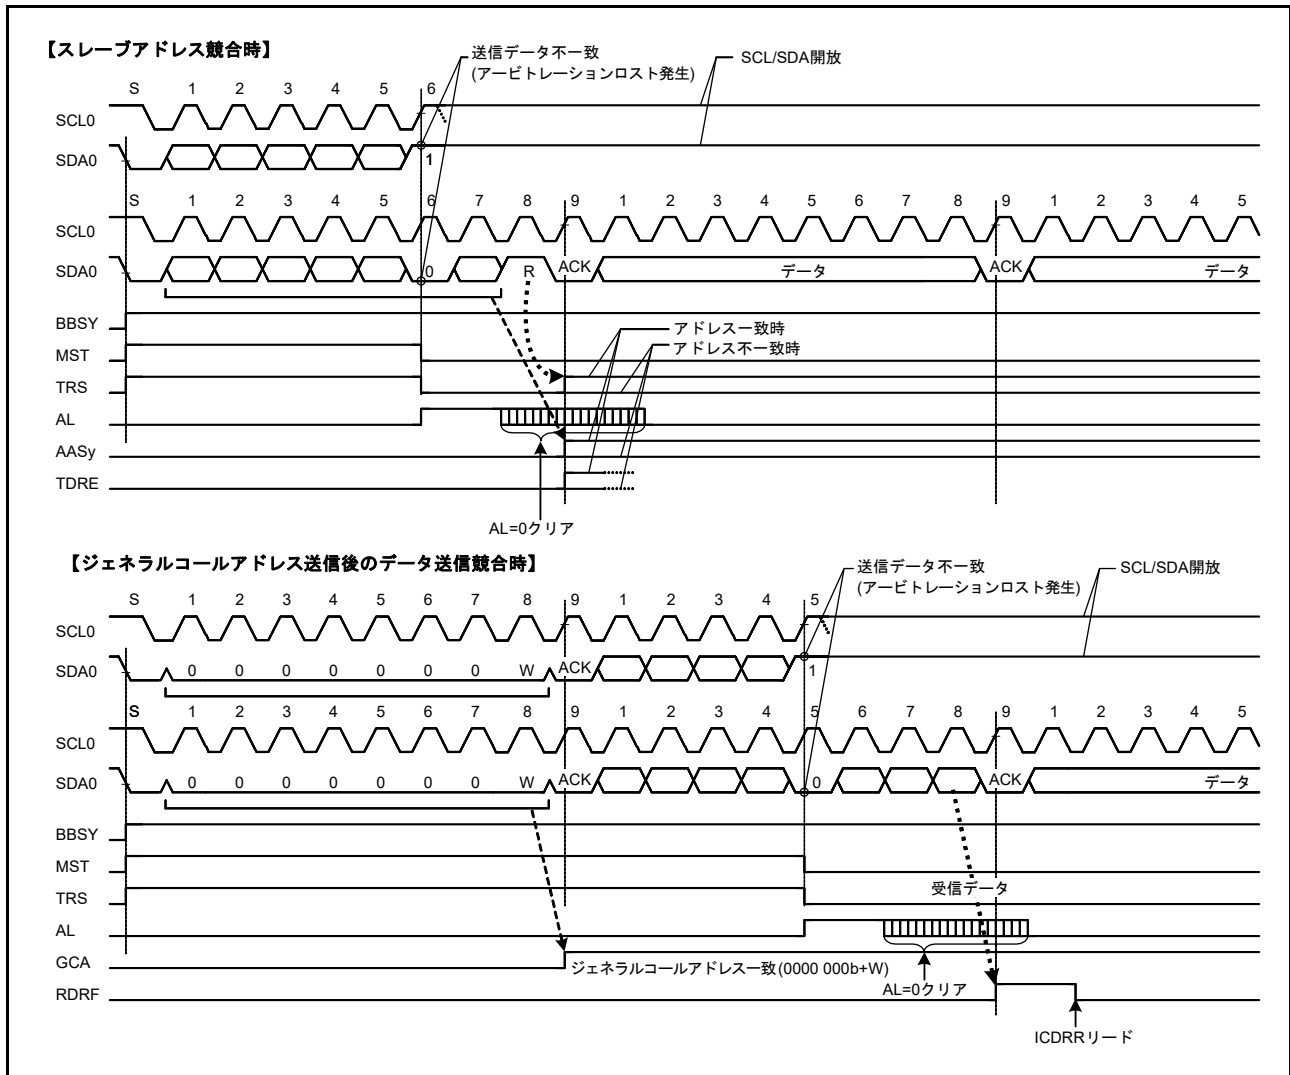 【スレーブアドレス競合時】
送信データ不一致
(アービトレーションロスト発生)
SCL/SDA開放
S 1 2 3 4 5 6
SCL0
SDA0 1
S 1 2 3 4 5 6 7 8 9 1 2 3 4 5 6 7 8 9 1 2 3 4 5
SCL0
SDA0 0 R ACK データ ACK データ
BBSY
アドレス一致時
MST
アドレス不一致時
TRS
AL
AASy
TDRE
AL=0クリア
【ジェネラルコールアドレス送信後のデータ送信競合時】
送信データ不一致
(アービトレーションロスト発生)
SCL/SDA開放
S 1 2 3 4 5 6 7 8 9 1 2 3 4 5
SCL0
SDA0 0 0 0 0 0 0 0 W ACK 1
S 1 2 3 4 5 6 7 8 9 1 2 3 4 5 6 7 8 9 1 2 3 4 5
SCL0
SDA0 0 0 0 0 0 0 0 W ACK 0 ACK データ
BBSY
MST
TRS 受信データ
AL
GCA ジェネラルコールアドレス一致(0000 000b+W)
AL=0クリア
RDRF
ICDRRリード